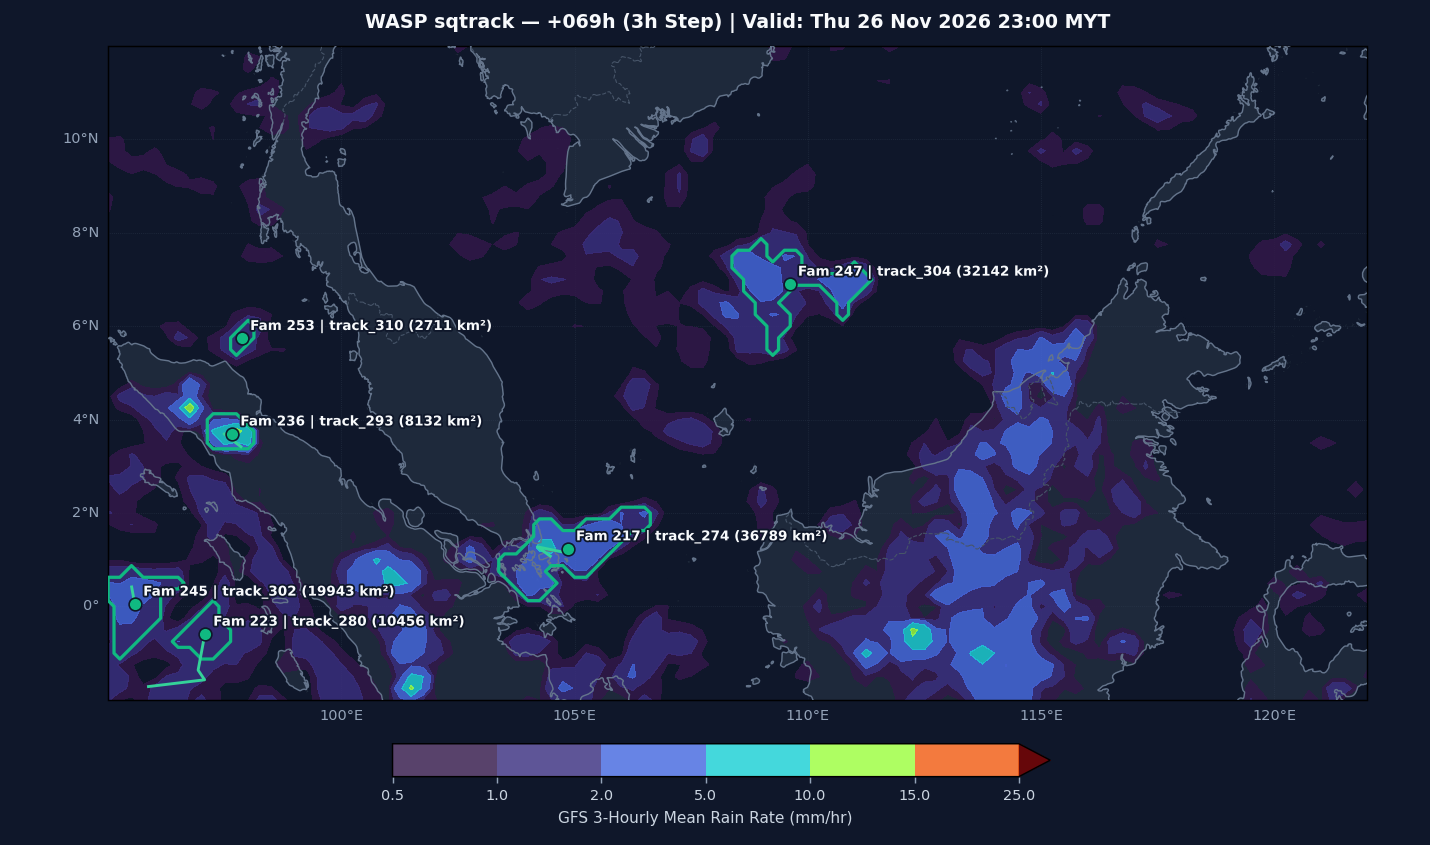 WASP sqtrack — +069h (3h Step) | Valid: Thu 26 Nov 2026 23:00 MYT
10°N
8°N
6°N
4°N
2°N
0°
Fam 247 | track_304 (32142 km²)
Fam 253 | track_310 (2711 km²)
Fam 236 | track_293 (8132 km²)
Fam 217 | track_274 (36789 km²)
Fam 245 | track_302 (19943 km²)
Fam 223 | track_280 (10456 km²)
100°E 105°E 110°E 115°E 120°E
0.5 1.0 2.0 5.0 10.0 15.0 25.0
GFS 3-Hourly Mean Rain Rate (mm/hr)